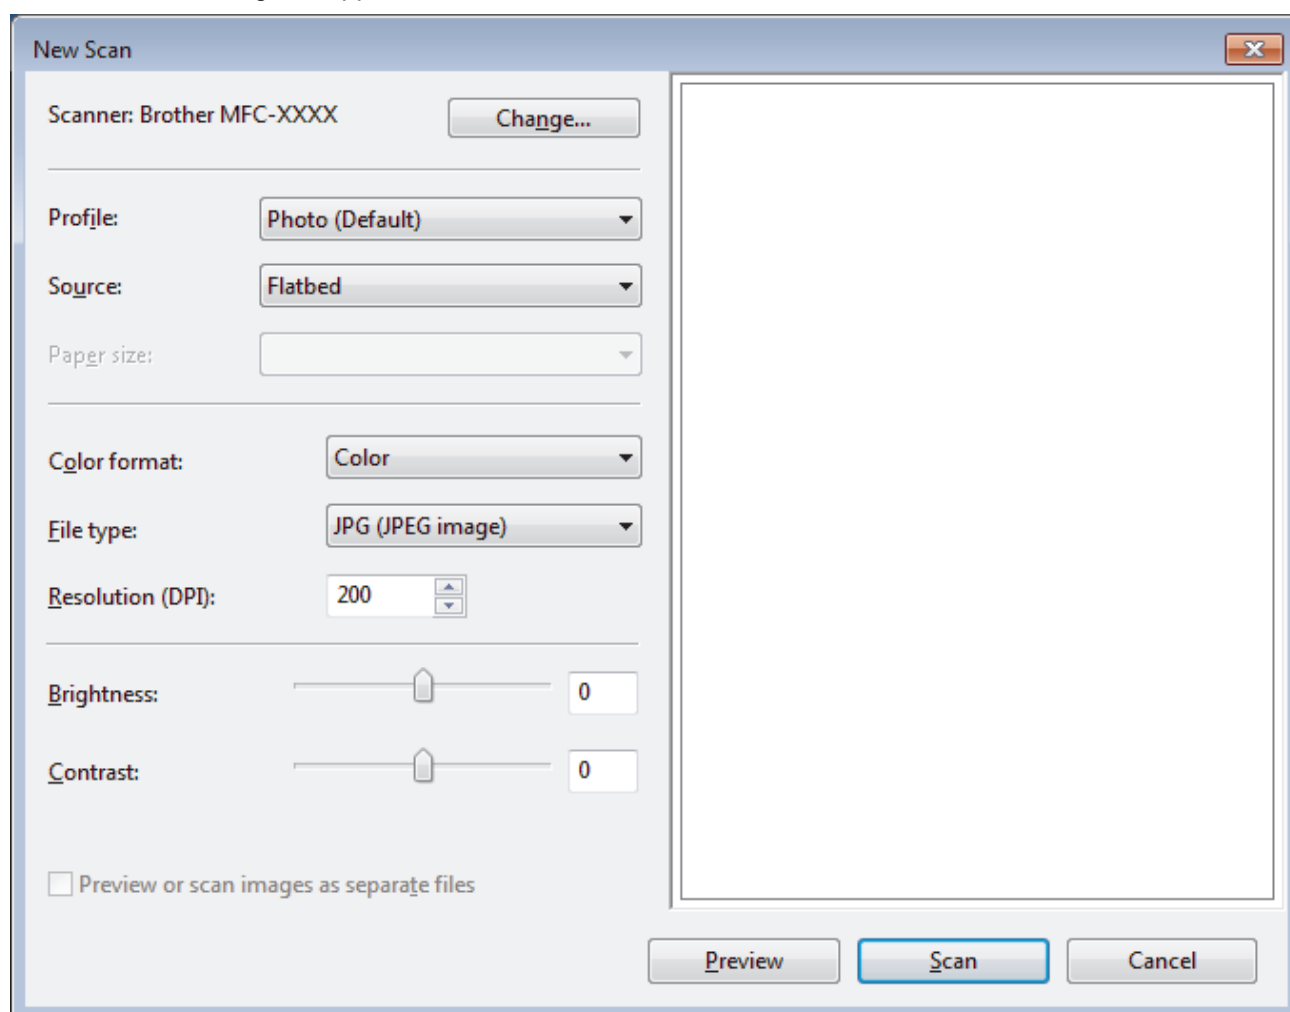 New Scan
Scanner: Brother MFC-XXXX
Change...
Profile:
Photo (Default)
Source:
Flatbed
Paper size:
Color format:
Color
File type:
JPG (JPEG image)
Resolution (DPI):
200
Brightness:
0
Contrast:
0
Preview or scan images as separate files
Preview
Scan
Cancel